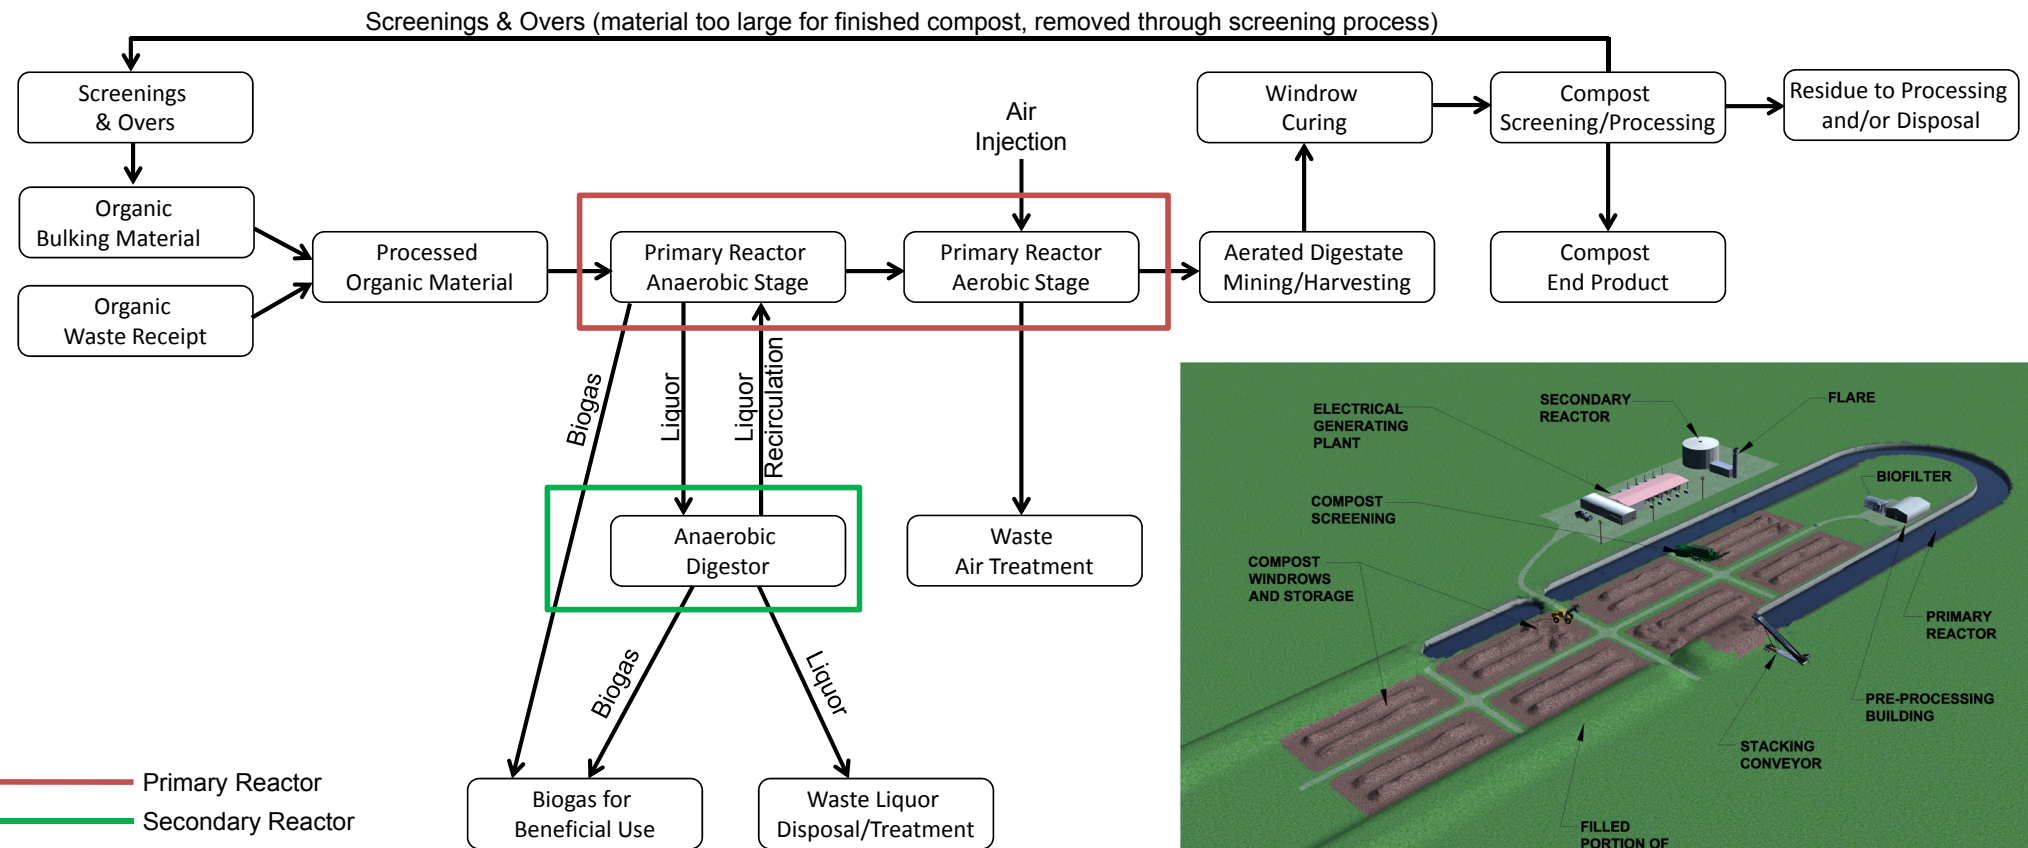 Screenings & Overs (material too large for finished compost, removed through screening process)
Screenings
& Overs
Organic
Bulking Material
Organic
Waste Receipt
Processed
Organic Material
Primary Reactor
Anaerobic Stage
Air
Injection
Primary Reactor
Aerobic Stage
Aerated Digestate
Mining/Harvesting
Windrow
Curing
Compost
Screening/Processing
Residue to Processing
and/or Disposal
Compost
End Product
Biogas
Liquor
Liquor
Recirculation
Anaerobic
Digestor
Waste
Air Treatment
Biogas
Liquor
Biogas for
Beneficial Use
Waste Liquor
Disposal/Treatment
Primary Reactor
Secondary Reactor
ELECTRICAL
GENERATING
PLANT
SECONDARY
REACTOR
FLARE
BIOFILTER
COMPOST
SCREENING
COMPOST
WINDROWS
AND STORAGE
PRIMARY
REACTOR
PRE-PROCESSING
BUILDING
STACKING
CONVEYOR
FILLED
PORTION OF